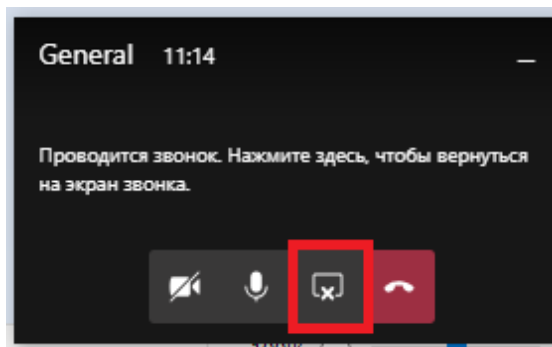 General 11:14
Проводится звонок. Нажмите здесь, чтобы вернуться
на экран звонка.